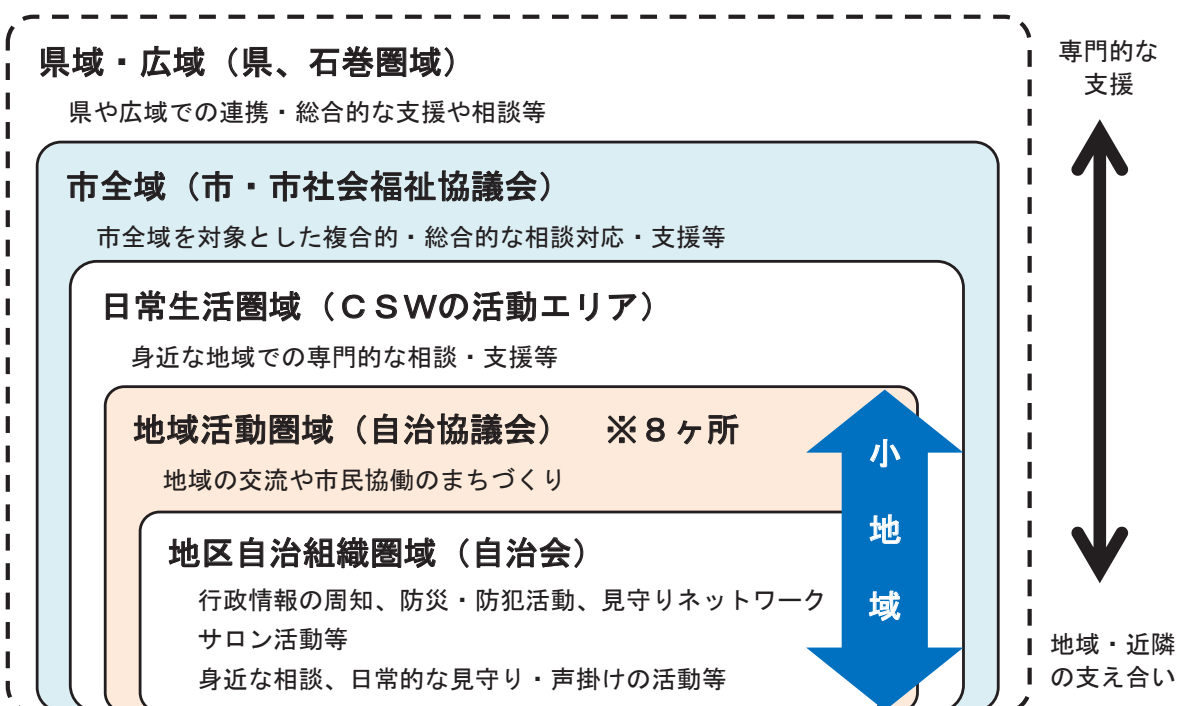 県域・広域（県、石巻圏域）
県や広域での連携・総合的な支援や相談等
市全域（市・市社会福祉協議会）
市全域を対象とした複合的・総合的な相談対応・支援等
日常生活圏域（ＣＳＷの活動エリア）
身近な地域での専門的な相談・支援等
地域活動圏域（自治協議会）　※８ヶ所
地域の交流や市民協働のまちづくり
地区自治組織圏域（自治会）
行政情報の周知、防災・防犯活動、見守りネットワーク
サロン活動等
身近な相談、日常的な見守り・声掛けの活動等
小
地
域
専門的な
支援
地域・近隣
の支え合い